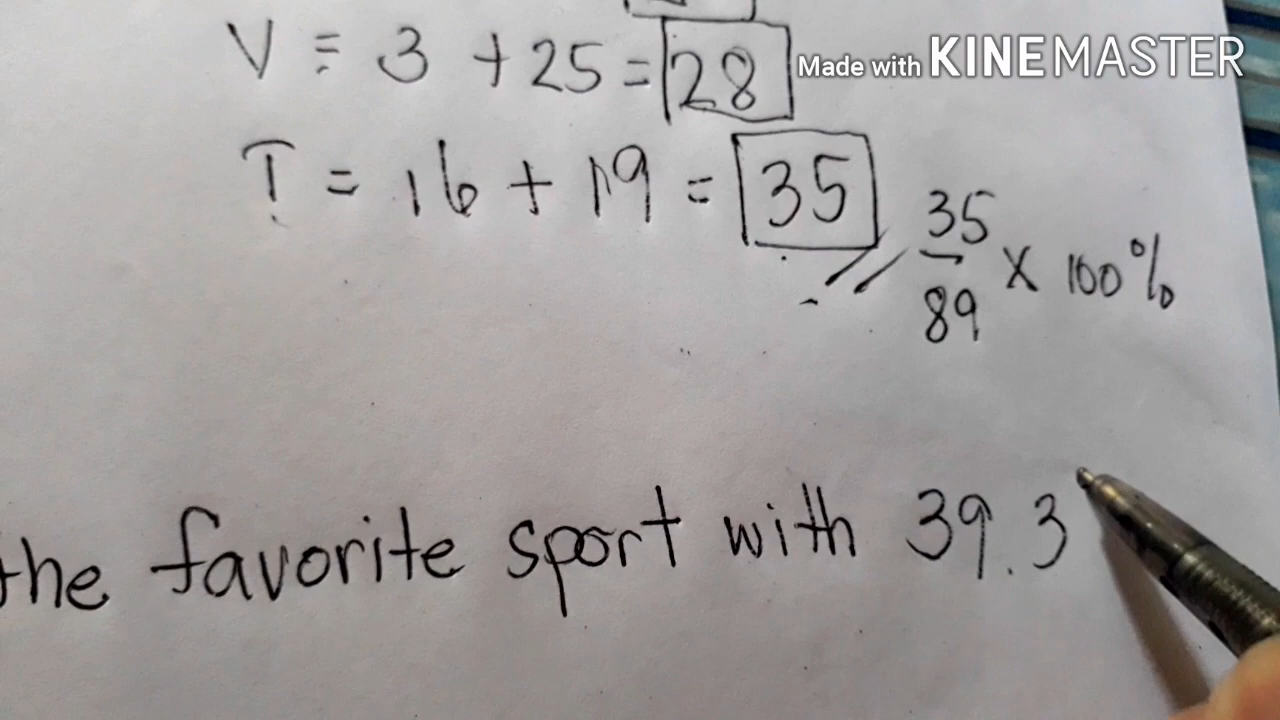 V = 3 + 25 = 28
Made with KINEMASTER
T = 16 + 19 = 35
35
89
X 100%
the favorite sport with 39.3